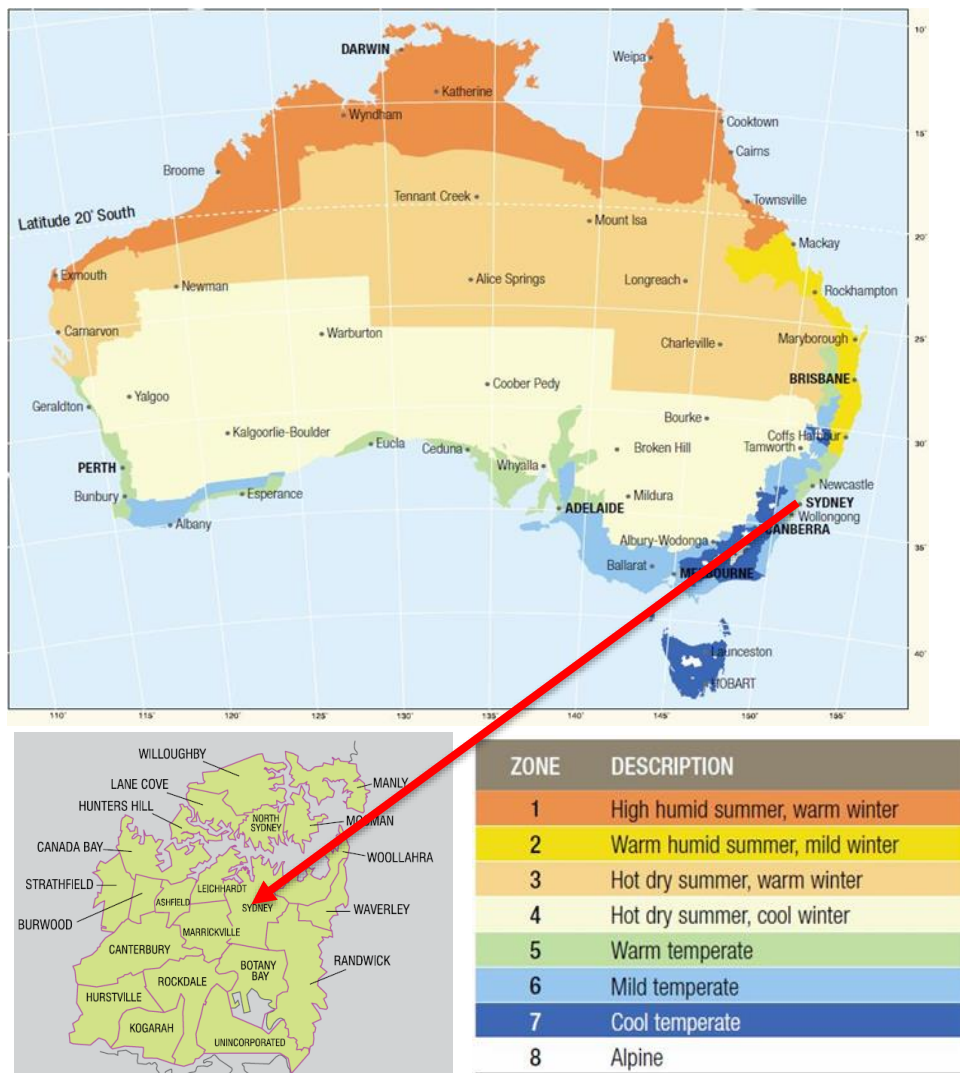 10°
DARWIN
Weipa
Katherine
Wyndham
Cooktown
15°
Cairns
Broome
Tennant Creek
Townsville
Latitude 20° South
Mount Isa
20°
Mackay
Exmouth
Newman
Alice Springs
Longreach
Rockhampton
Carnarvon
Warburton
Charleville
Maryborough
25°
Yalgoo
Coober Pedy
BRISBANE
Geraldton
Bourke
Kalgoorlie-Boulder
Eucla
Ceduna
Broken Hill
Coffs Harbour
30°
Tamworth
PERTH
Whyalla
Bunbury
Esperance
Mildura
Newcastle
SYDNEY
Albany
ADELAIDE
Wollongong
CANBERRA
Albury-Wodonga
35°
Ballarat
MELBOURNE
Launceston
40°
HOBART
110°
115°
120°
125°
130°
135°
140°
145°
150°
155°
WILLOUGHBY
LANE COVE
MANLY
HUNTERS HILL
NORTH
SYDNEY
MOSMAN
CANADA BAY
WOOLLAHRA
STRATHFIELD
LEICHHARDT
ASHFIELD
SYDNEY
WAVERLEY
BURWOOD
MARRICKVILLE
CANTERBURY
BOTANY
BAY
RANDWICK
ROCKDALE
HURSTVILLE
KOGARAH
UNINCORPORATED
ZONE DESCRIPTION
1 High humid summer, warm winter
2 Warm humid summer, mild winter
3 Hot dry summer, warm winter
4 Hot dry summer, cool winter
5 Warm temperate
6 Mild temperate
7 Cool temperate
8 Alpine